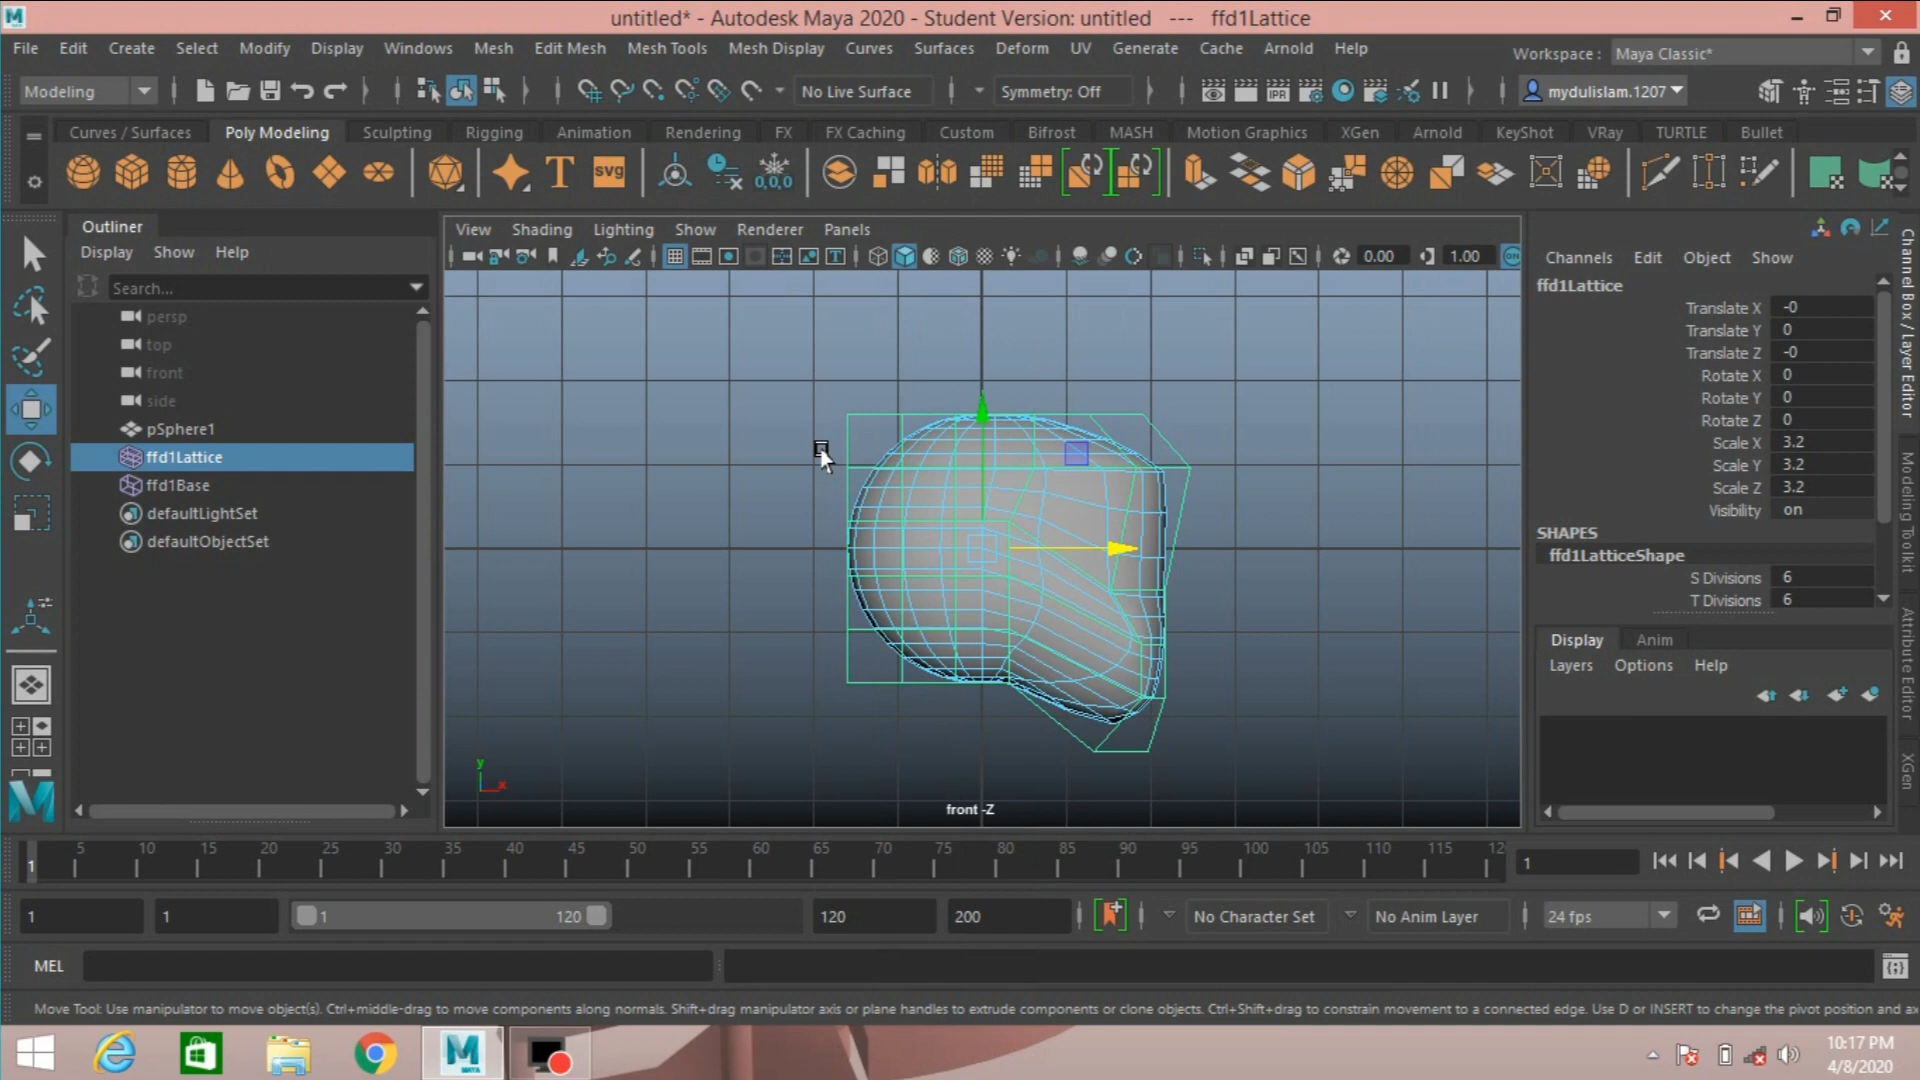 untitled* - Autodesk Maya 2020 - Student Version: untitled --- ffd1Lattice
File Edit Create Select Modify Display Windows Mesh Edit Mesh Mesh Tools Mesh Display Curves Surfaces Deform UV Generate Cache Arnold Help
Workspace : Maya Classic*
Modeling No Live Surface Symmetry: Off IPR mydulislam.1207
Curves / Surfaces Poly Modeling Sculpting Rigging Animation Rendering FX FX Caching Custom Bifrost MASH Motion Graphics XGen Arnold KeyShot VRay TURTLE Bullet
T SVG 0,0,0
Outliner
Display Show Help
Search...
persp
top
front
side
pSphere1
ffd1Lattice
ffd1Base
defaultLightSet
defaultObjectSet
View Shading Lighting Show Renderer Panels
0.00 1.00 ON
y
x
front -Z
Channels Edit Object Show
ffd1Lattice
Translate X -0
Translate Y 0
Translate Z -0
Rotate X 0
Rotate Y 0
Rotate Z 0
Scale X 3.2
Scale Y 3.2
Scale Z 3.2
Visibility on
SHAPES
ffd1LatticeShape
S Divisions 6
T Divisions 6
Display Anim
Layers Options Help
Channel Box / Layer Editor
Modeling Toolkit
Attribute Editor
XGen
1 5 10 15 20 25 30 35 40 45 50 55 60 65 70 75 80 85 90 95 100 105 110 115 12
1
1 1 1 120 120 200 No Character Set No Anim Layer 24 fps
MEL
Move Tool: Use manipulator to move object(s). Ctrl+middle-drag to move components along normals. Shift+drag manipulator axis or plane handles to extrude components or clone objects. Ctrl+Shift+drag to constrain movement to a connected edge. Use D or INSERT to change the pivot position and ax
MAYA
10:17 PM
4/8/2020